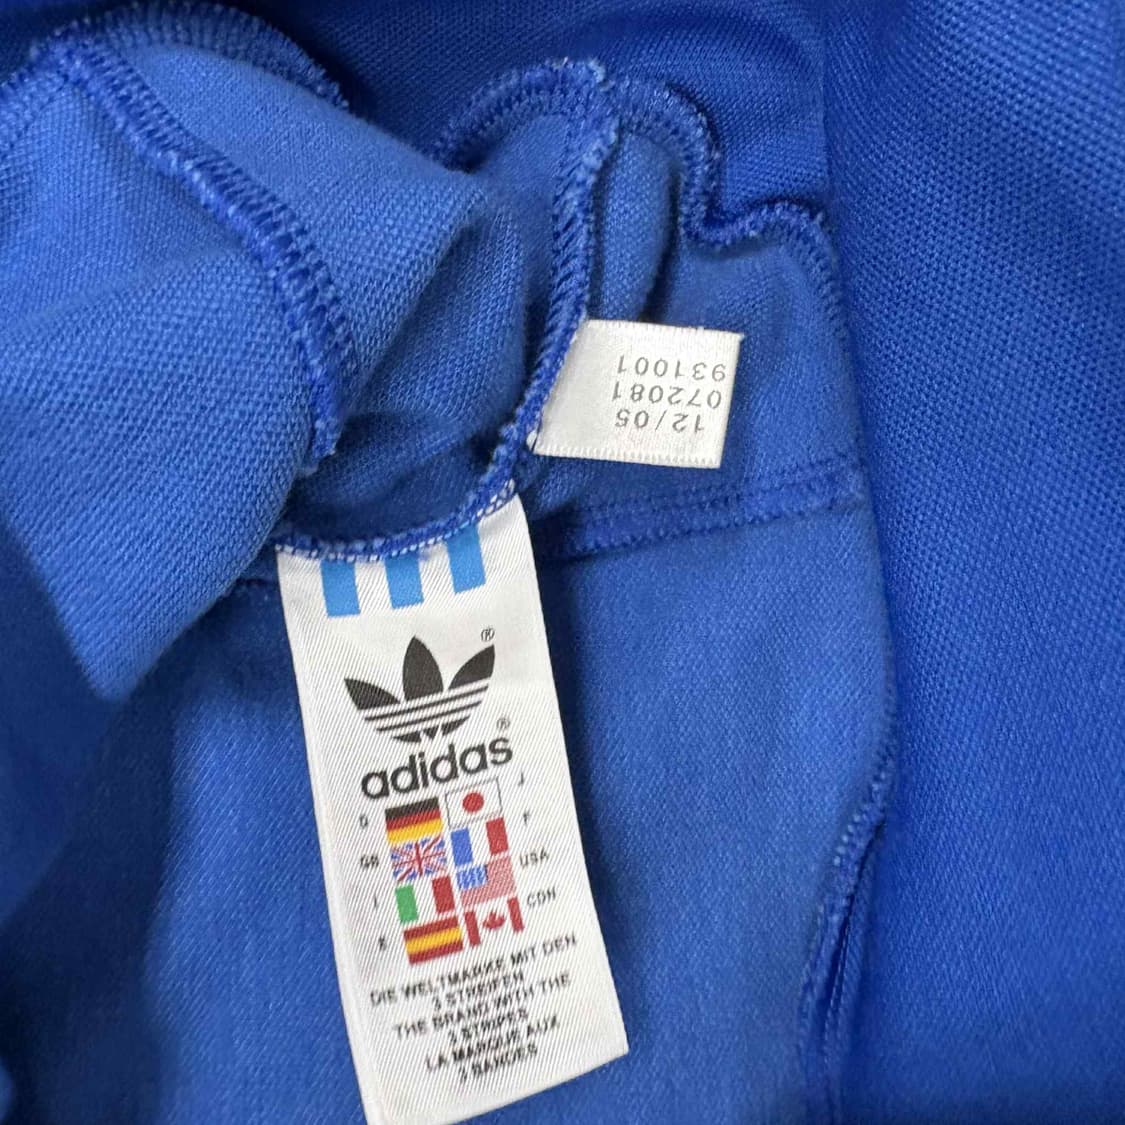 12/05
072081
931001
®
adidas®
D J
GB F
I USA
E CDN
DIE WELTMARKE MIT DEN
3 STREIFEN
THE BRAND WITH THE
3 STRIPES
LA MARQUE AUX
3 BANDES